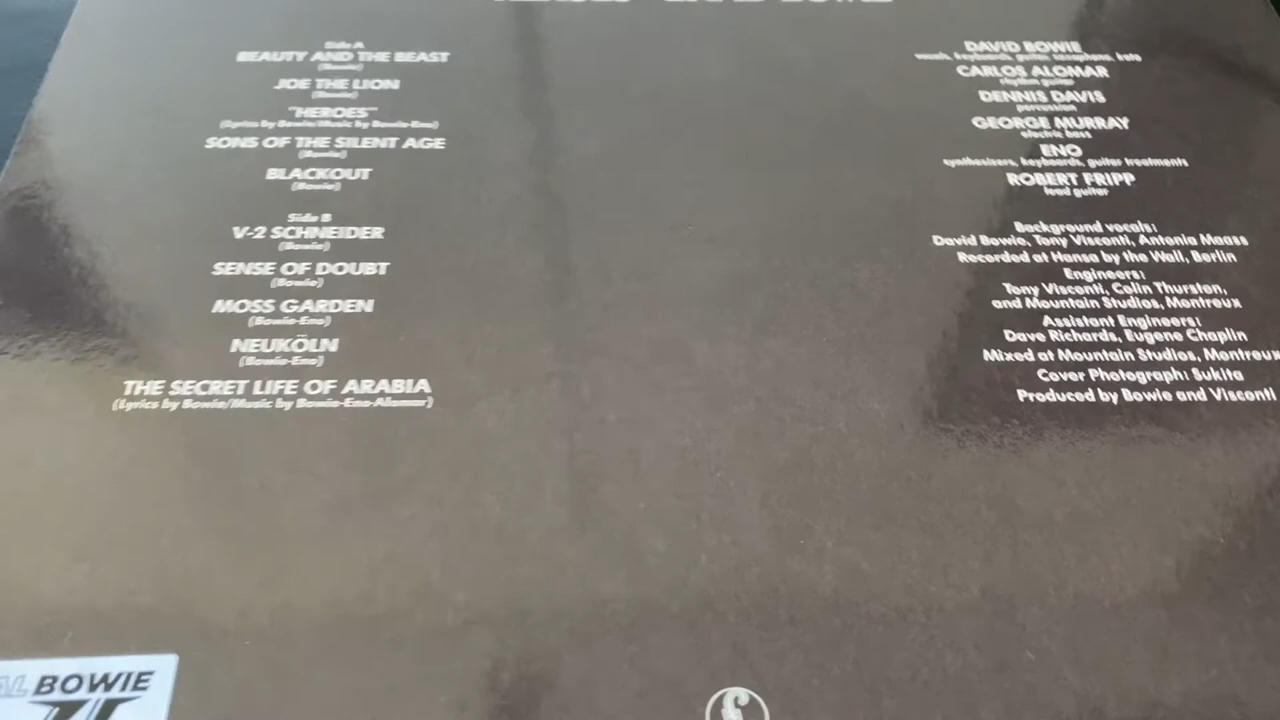 Side A
BEAUTY AND THE BEAST
(Bowie)
JOE THE LION
(Bowie)
"HEROES"
(Lyrics by Bowie/Music by Bowie-Eno)
SONS OF THE SILENT AGE
(Bowie)
BLACKOUT
(Bowie)
Side B
V-2 SCHNEIDER
(Bowie)
SENSE OF DOUBT
(Bowie)
MOSS GARDEN
(Bowie-Eno)
NEUKÖLN
(Bowie-Eno)
THE SECRET LIFE OF ARABIA
(Lyrics by Bowie/Music by Bowie-Eno-Alomar)
DAVID BOWIE
vocals, keyboards, guitar, saxophone, koto
CARLOS ALOMAR
rhythm guitar
DENNIS DAVIS
percussion
GEORGE MURRAY
electric bass
ENO
synthesizers, keyboards, guitar treatments
ROBERT FRIPP
lead guitar
Background vocals:
David Bowie, Tony Visconti, Antonia Maass
Recorded at Hansa by the Wall, Berlin
Engineers:
Tony Visconti, Colin Thurston,
and Mountain Studios, Montreux
Assistant Engineers:
Dave Richards, Eugene Chaplin
Mixed at Mountain Studios, Montreux
Cover Photograph: Sukita
Produced by Bowie and Visconti
AL BOWIE
£